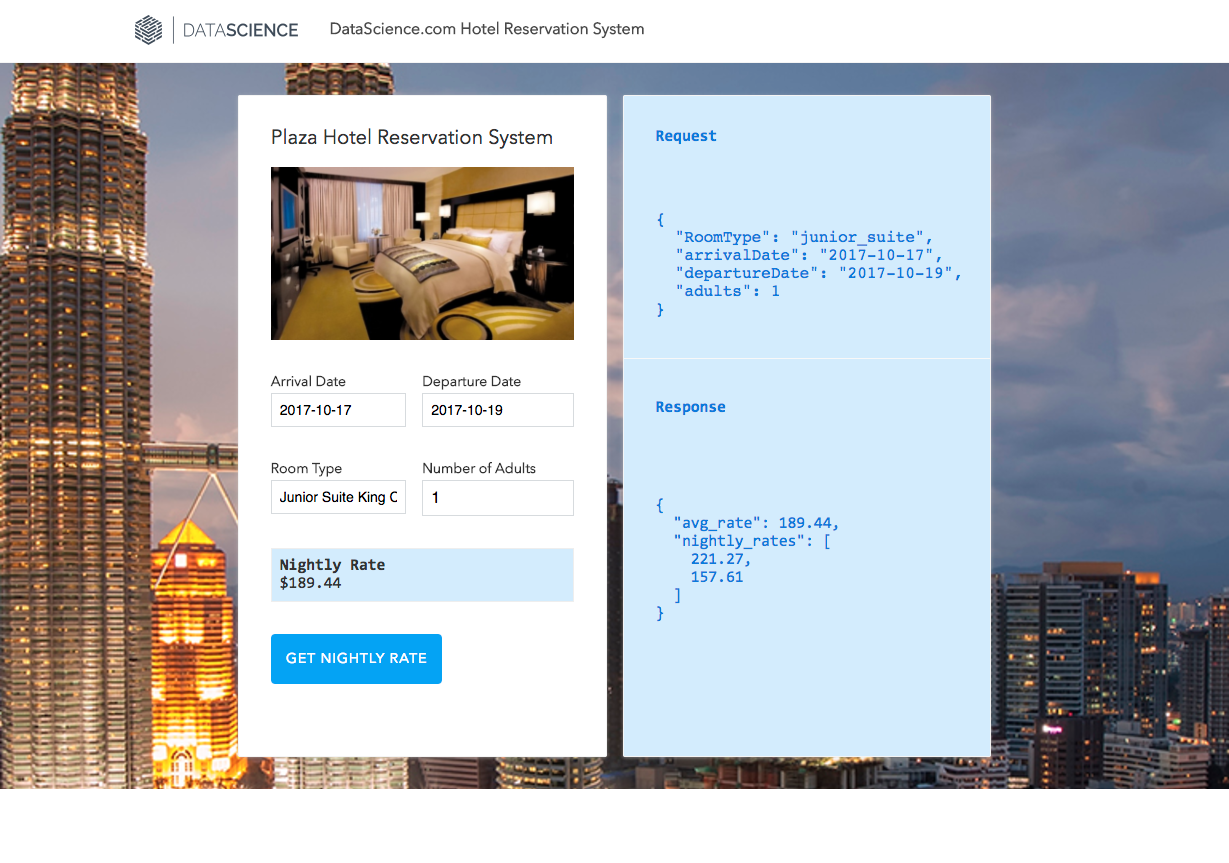 DATASCIENCE
DataScience.com Hotel Reservation System
Plaza Hotel Reservation System
Arrival Date
Departure Date
2017-10-17
2017-10-19
Room Type
Number of Adults
Junior Suite King C
1
Nightly Rate
$189.44
GET NIGHTLY RATE
Request
{
"RoomType": "junior_suite",
"arrivalDate": "2017-10-17",
"departureDate": "2017-10-19",
"adults": 1
}
Response
{
"avg_rate": 189.44,
"nightly_rates": [
221.27,
157.61
]
}